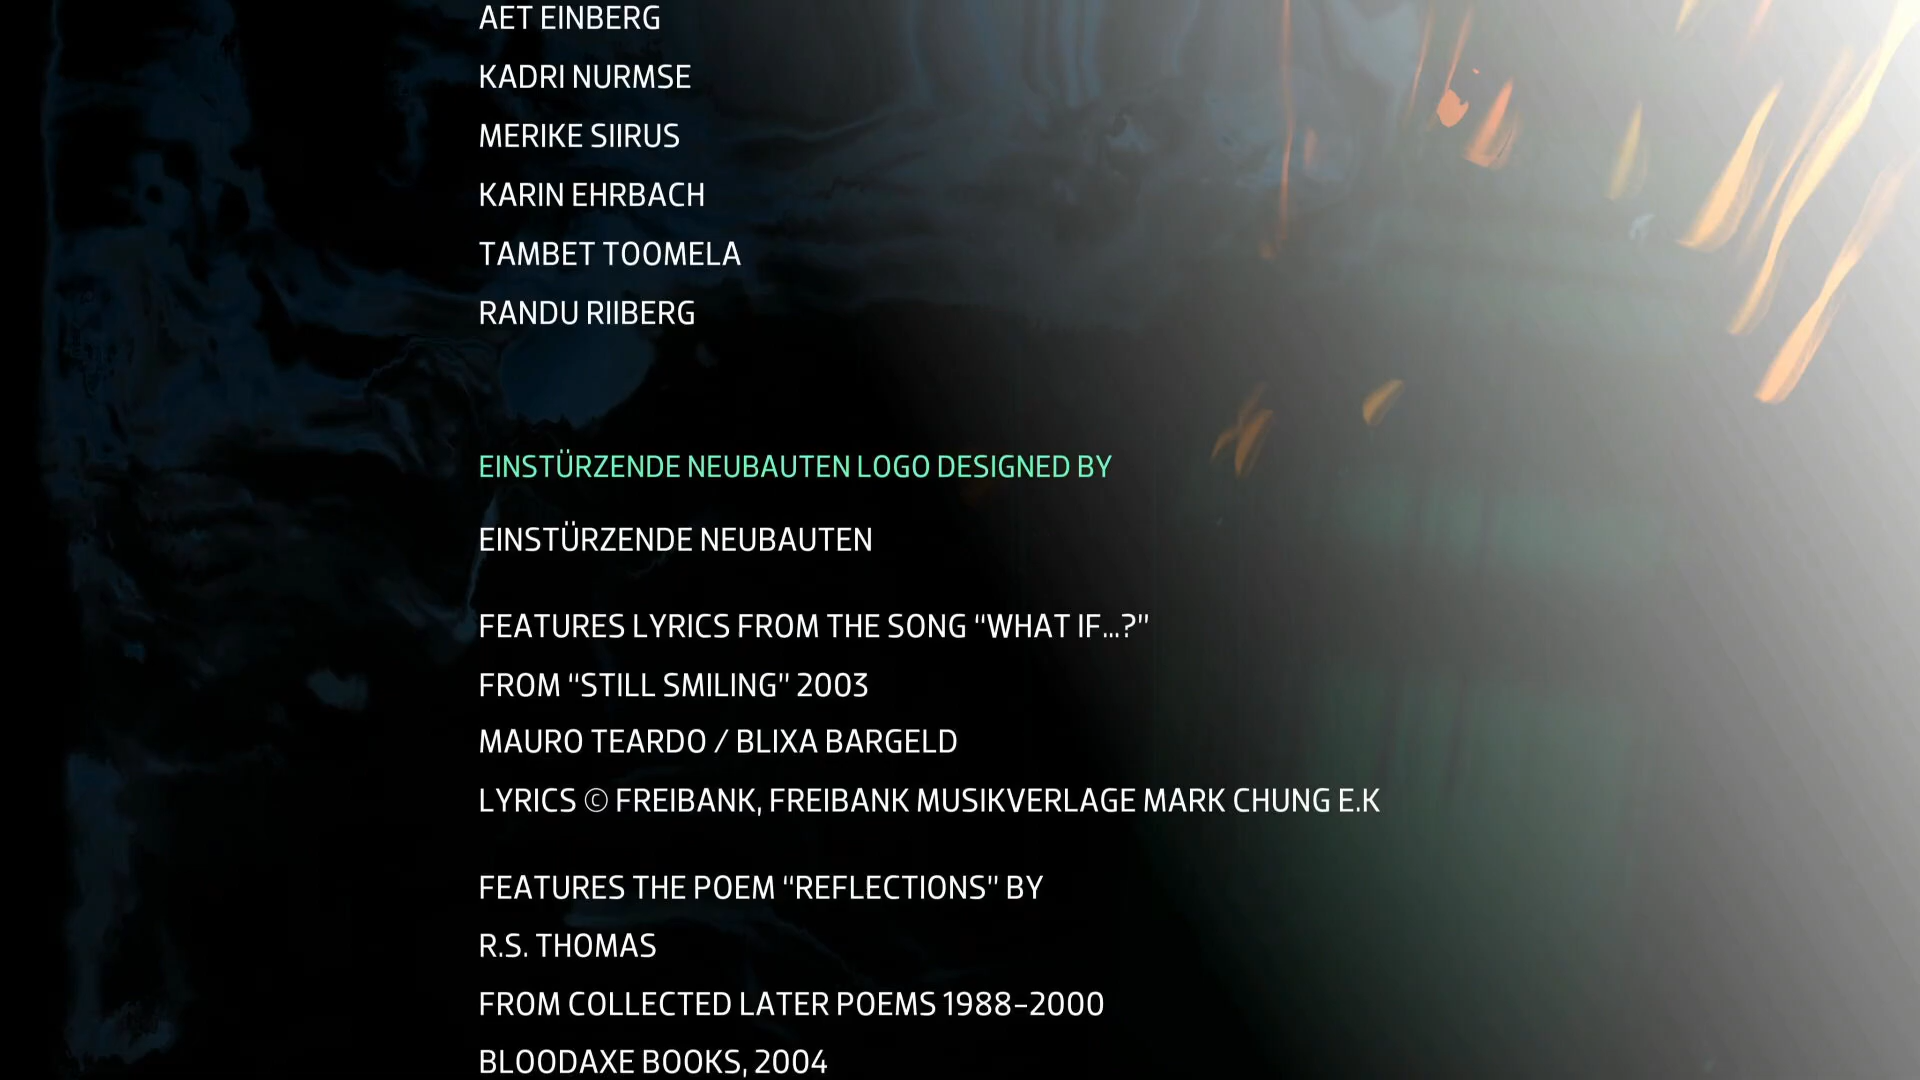 AET EINBERG
KADRI NURMSE
MERIKE SIIRUS
KARIN EHRBACH
TAMBET TOOMELA
RANDU RIIBERG
EINSTÜRZENDE NEUBAUTEN LOGO DESIGNED BY
EINSTÜRZENDE NEUBAUTEN
FEATURES LYRICS FROM THE SONG “WHAT IF...?”
FROM “STILL SMILING” 2003
MAURO TEARDO / BLIXA BARGELD
LYRICS © FREIBANK, FREIBANK MUSIKVERLAGE MARK CHUNG E.K
FEATURES THE POEM “REFLECTIONS” BY
R.S. THOMAS
FROM COLLECTED LATER POEMS 1988–2000
BLOODAXE BOOKS, 2004